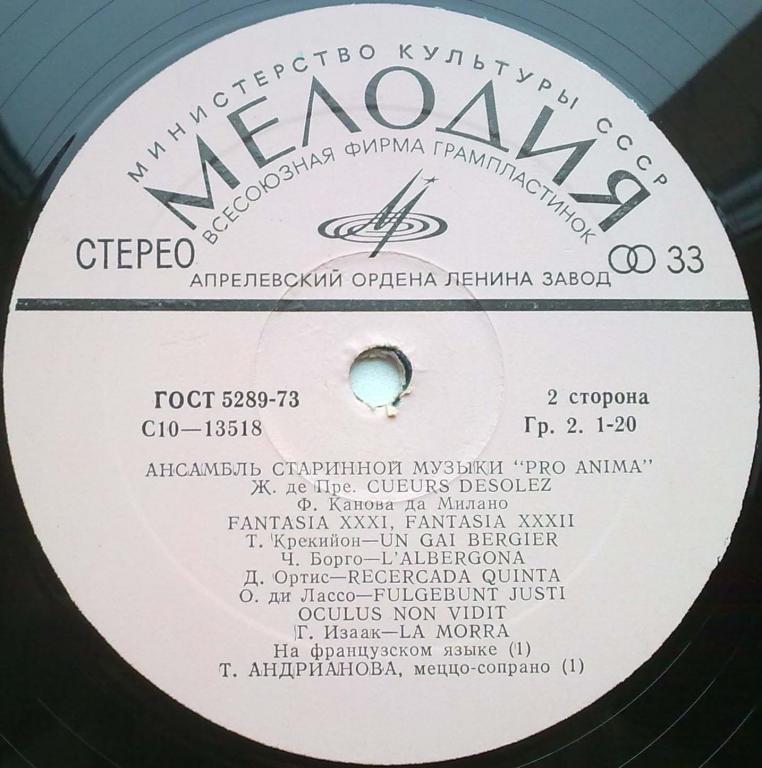 МИНИСТЕРСТВО КУЛЬТУРЫ СССР
МЕЛОДИЯ
ВСЕСОЮЗНАЯ ФИРМА ГРАМПЛАСТИНОК
СТЕРЕО
33
АПРЕЛЕВСКИЙ ОРДЕНА ЛЕНИНА ЗАВОД
ГОСТ 5289-73
2 сторона
С10—13518
Гр. 2. 1-20
АНСАМБЛЬ СТАРИННОЙ МУЗЫКИ "PRO ANIMA"
Ж. де Пре. CUEURS DESOLEZ
Ф. Канова да Милано
FANTASIA XXXI, FANTASIA XXXII
Т. Крекийон—UN GAI BERGIER
Ч. Борго—L'ALBERGONA
Д. Ортис—RECERCADA QUINTA
О. ди Лассо—FULGEBUNT JUSTI
OCULUS NON VIDIT
Г. Изаак—LA MORRA
На французском языке (1)
Т. АНДРИАНОВА, меццо-сопрано (1)